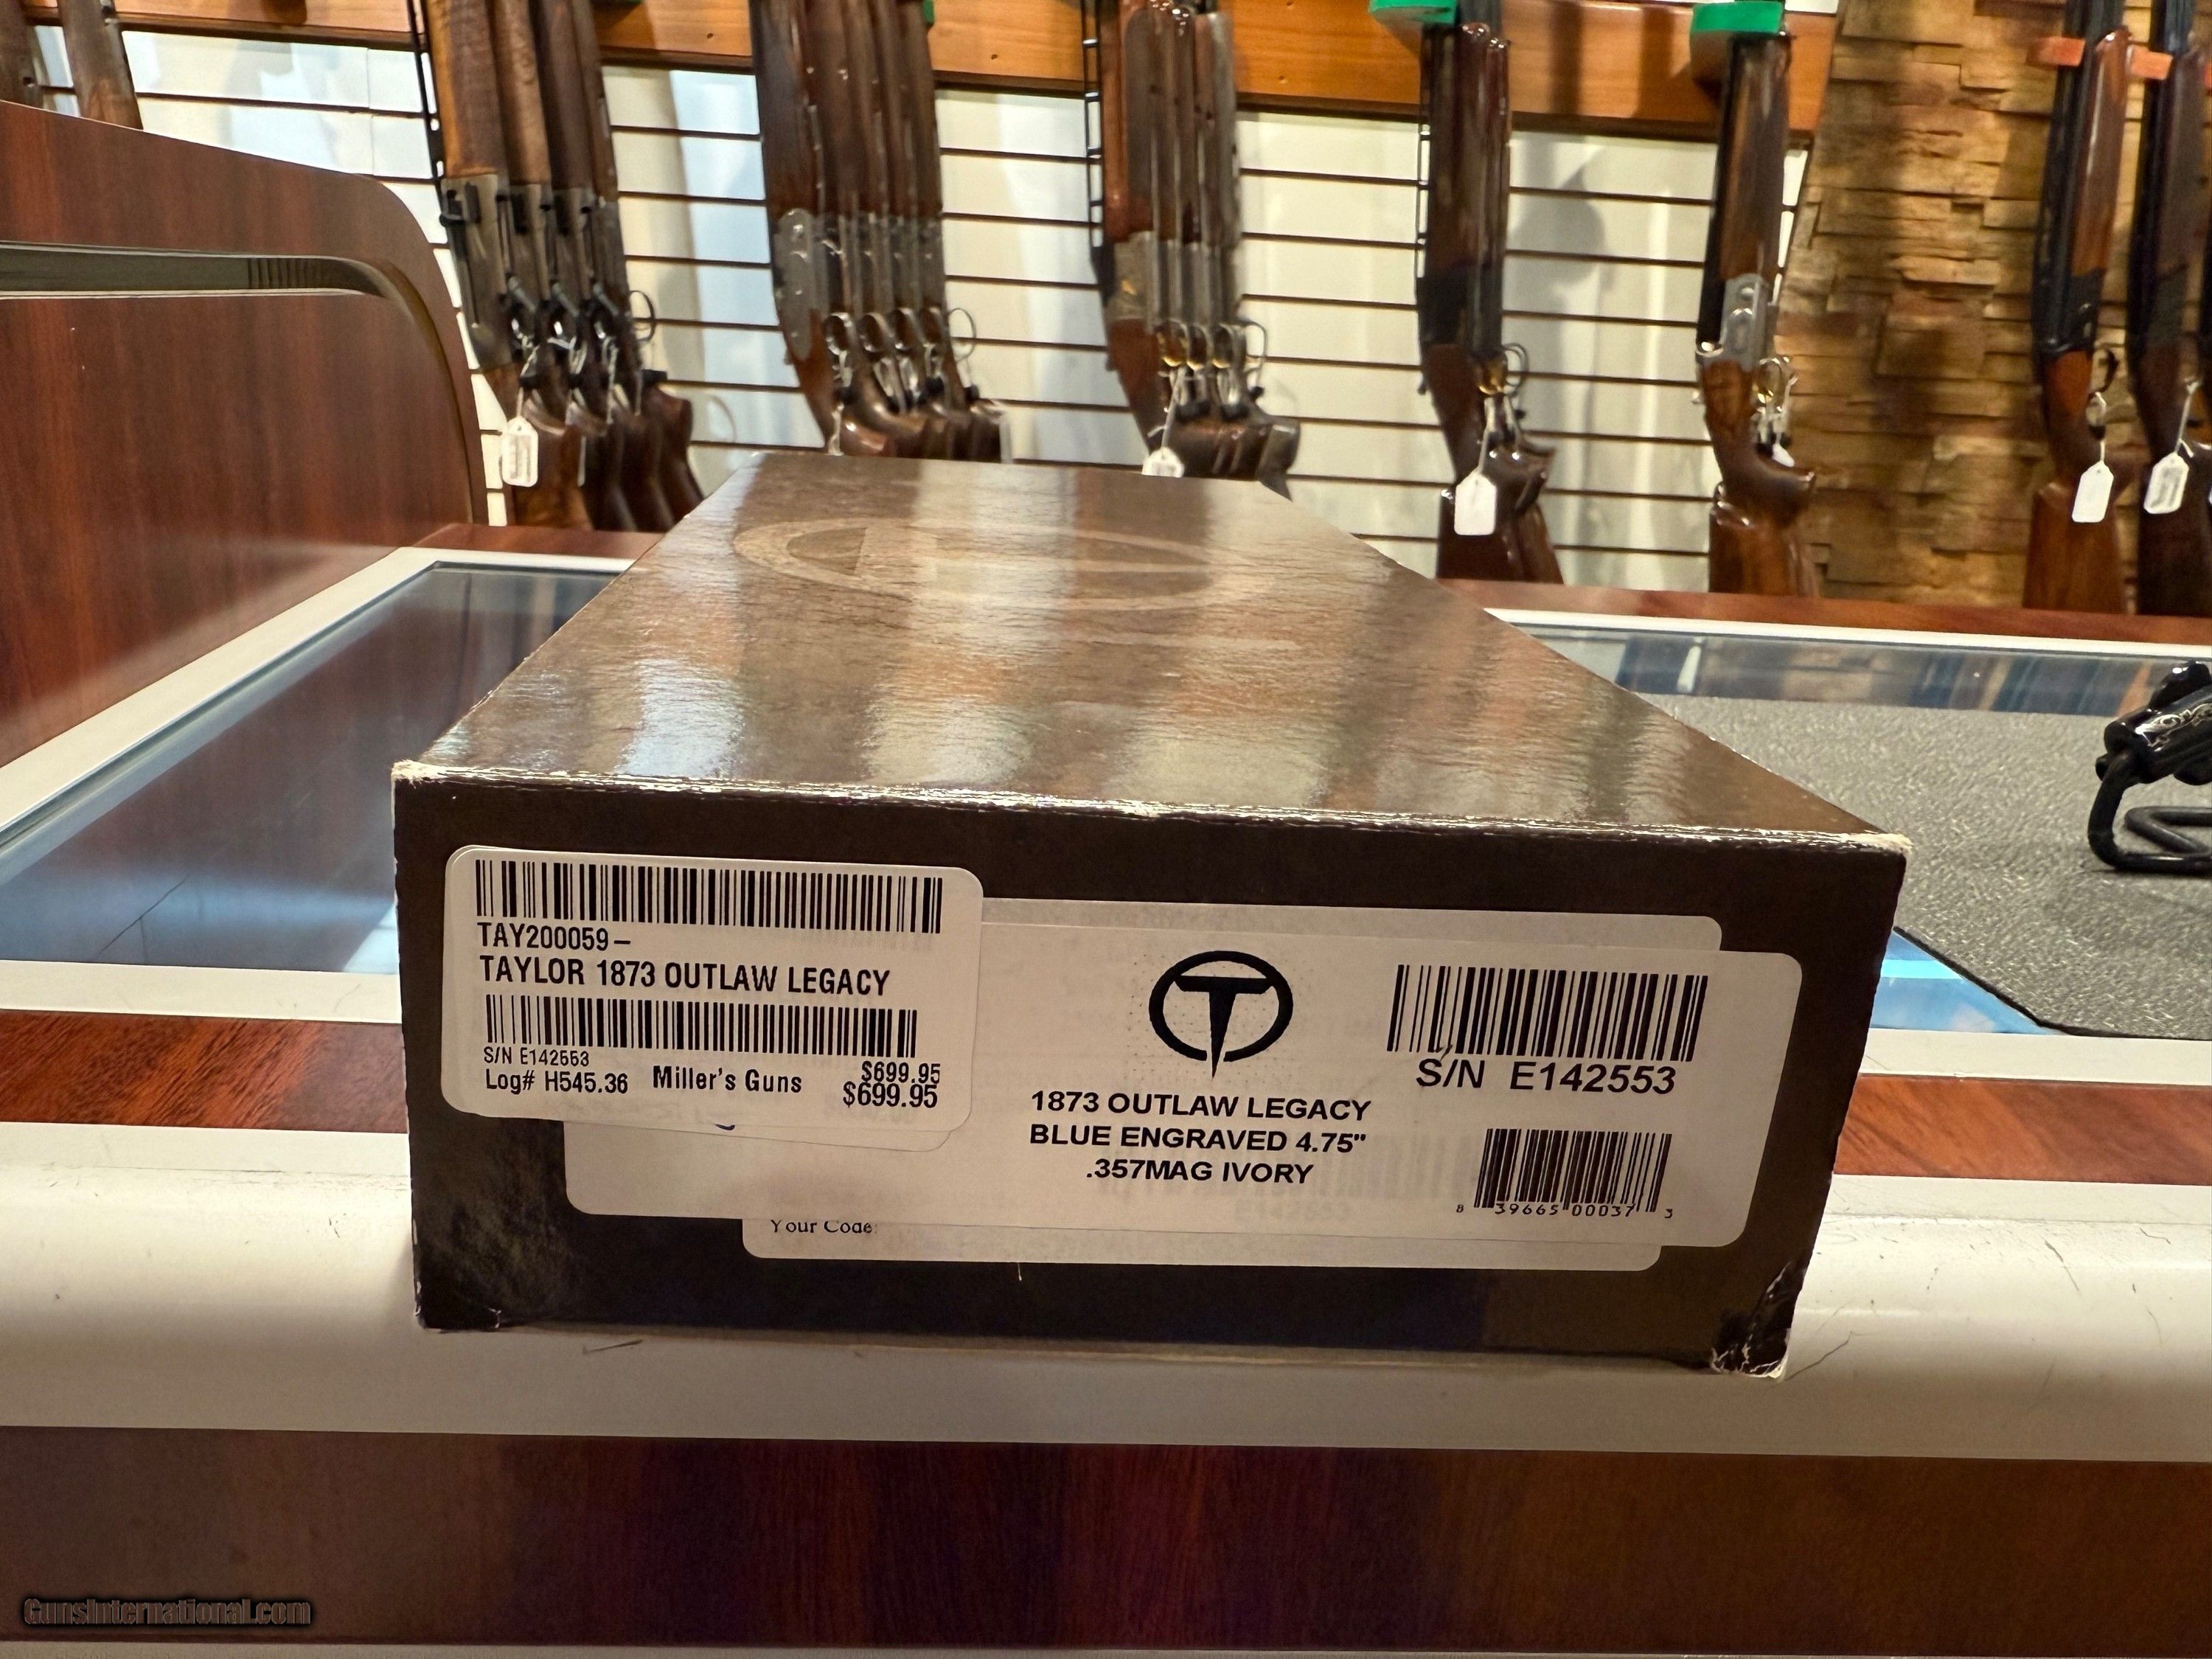 TAY200059-
TAYLOR 1873 OUTLAW LEGACY
S/N E142553
$699.95
Log# H545.36 Miller's Guns $699.95
T
1873 OUTLAW LEGACY
BLUE ENGRAVED 4.75"
.357MAG IVORY
S/N E142553
8 39665 00037 3
Your Code:
GunsInternational.com